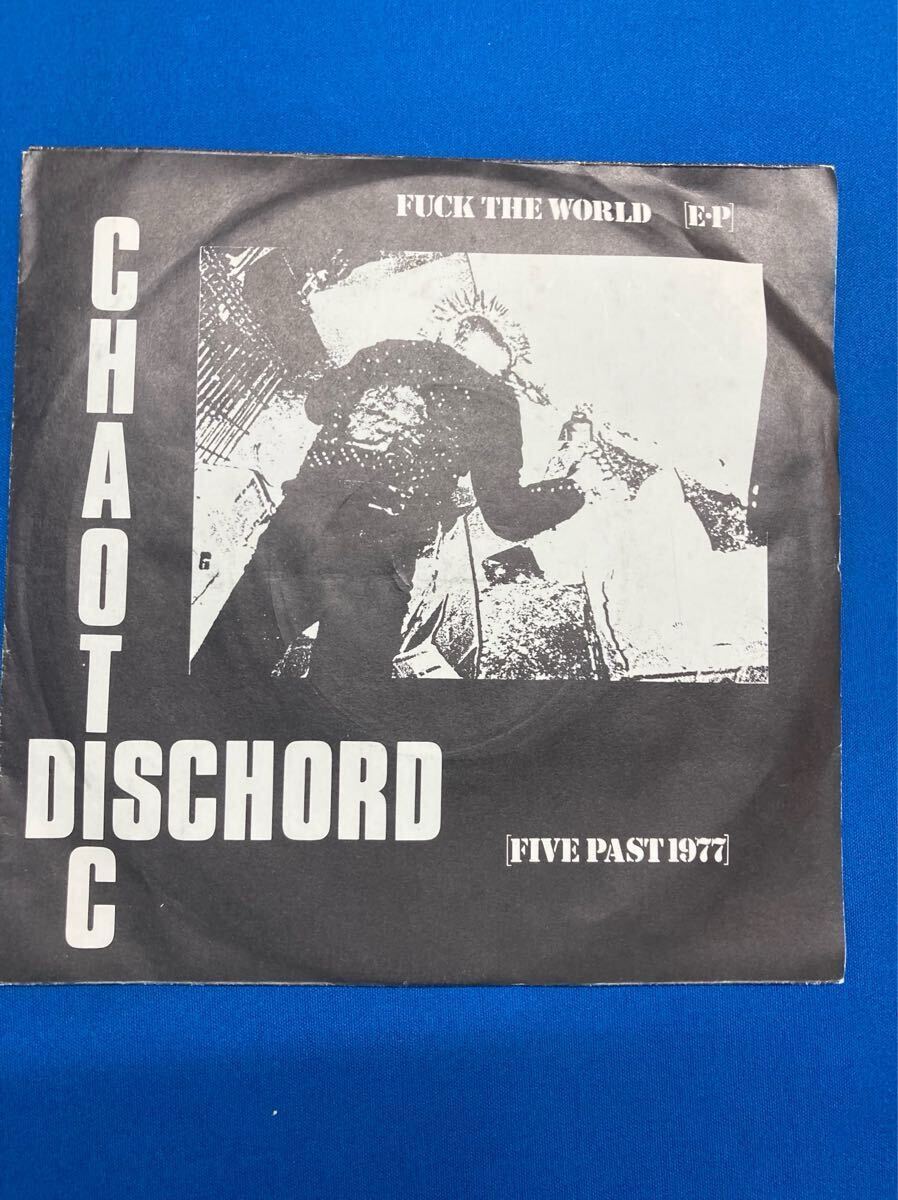 FUCK THE WORLD [E·P]
CHAOTIC
DISCHORD
[FIVE PAST 1977]
G